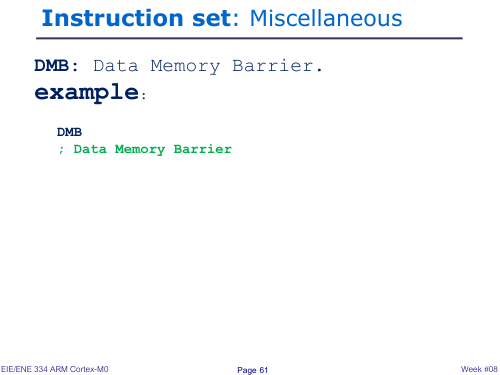 Instruction set: Miscellaneous
DMB: Data Memory Barrier.
example:
DMB
; Data Memory Barrier
EIE/ENE 334 ARM Cortex-M0 Page 61 Week #08